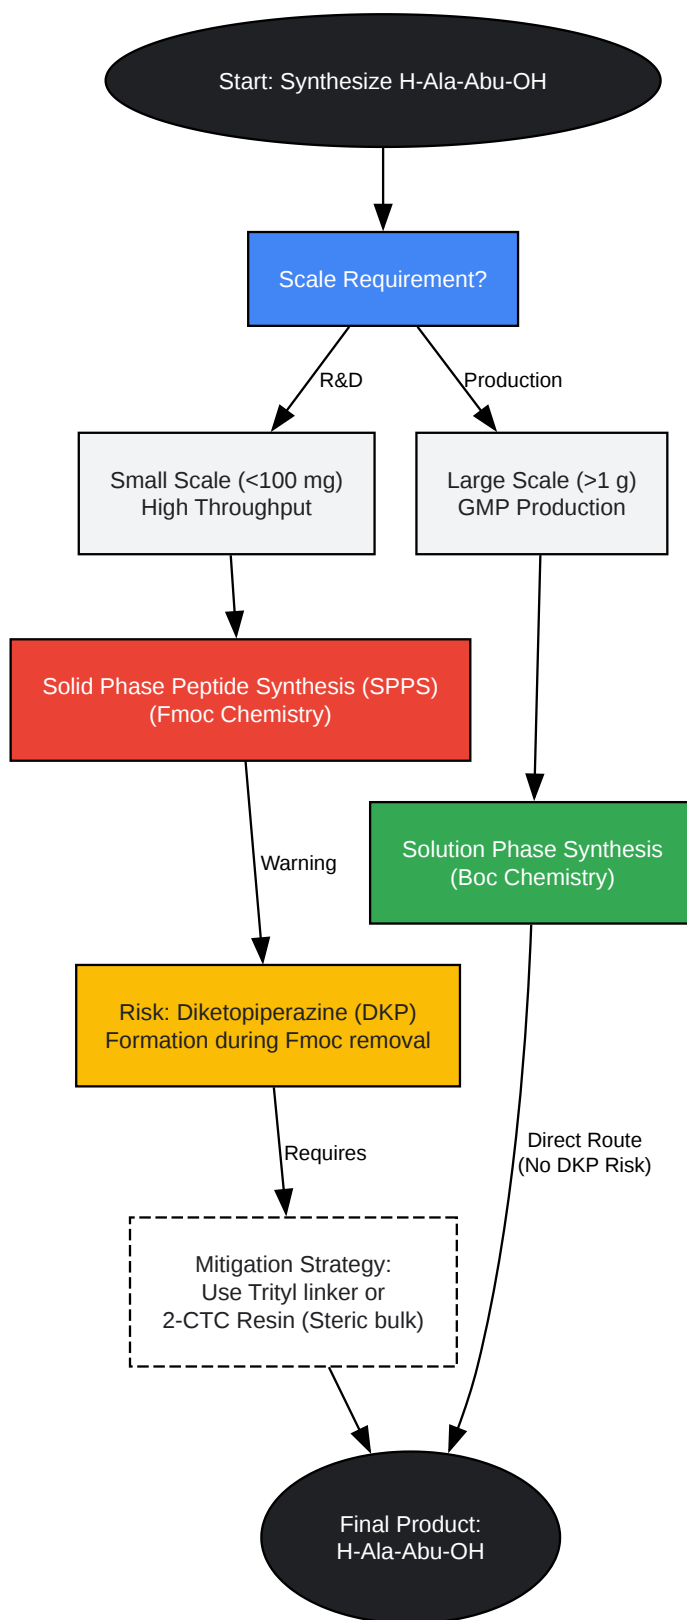 Start: Synthesize H-Ala-Abu-OH
Scale Requirement?
R&D
Production
Small Scale (<100 mg)
High Throughput
Large Scale (>1 g)
GMP Production
Solid Phase Peptide Synthesis (SPPS)
(Fmoc Chemistry)
Warning
Solution Phase Synthesis
(Boc Chemistry)
Risk: Diketopiperazine (DKP)
Formation during Fmoc removal
Requires
Direct Route
(No DKP Risk)
Mitigation Strategy:
Use Trityl linker or
2-CTC Resin (Steric bulk)
Final Product:
H-Ala-Abu-OH